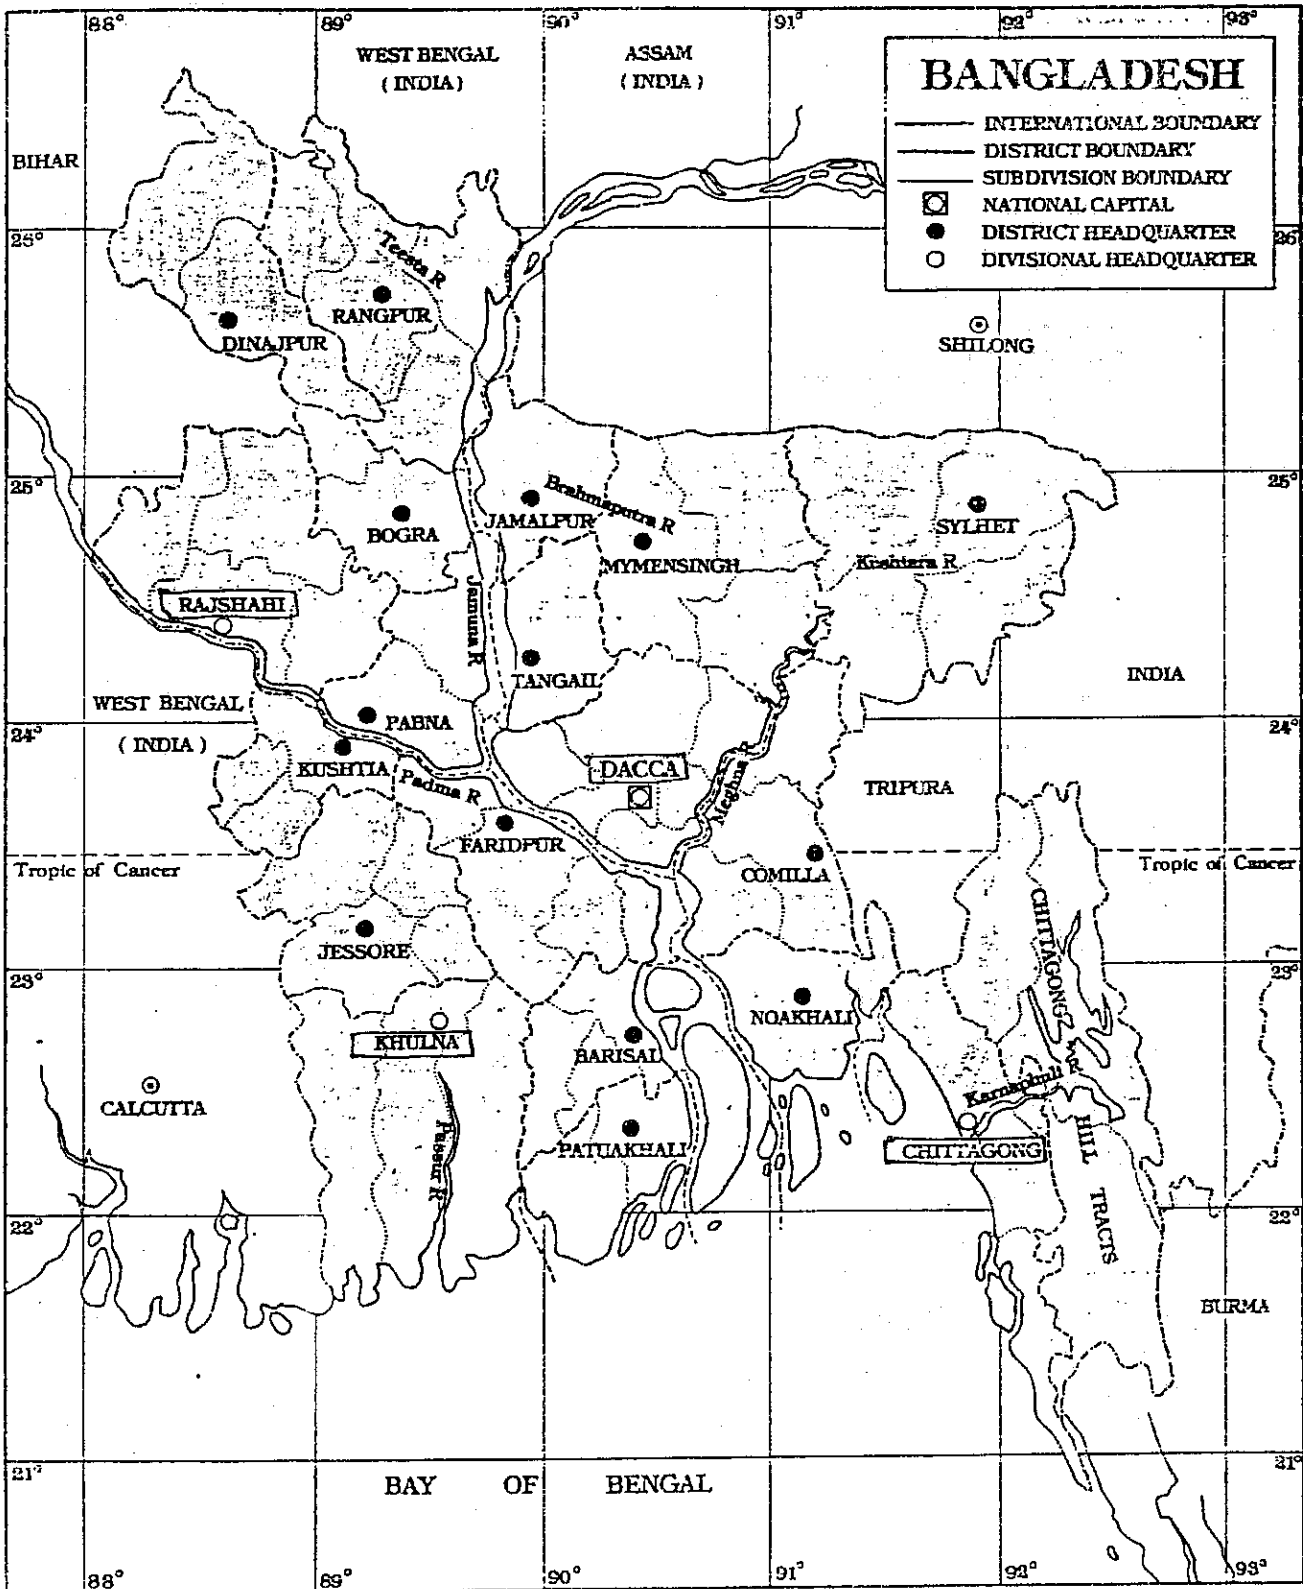 88° 89° 90° 91° 92° 93°
WEST BENGAL
( INDIA )
ASSAM
( INDIA )
BANGLADESH
INTERNATIONAL BOUNDARY
DISTRICT BOUNDARY
SUBDIVISION BOUNDARY
NATIONAL CAPITAL
DISTRICT HEADQUARTER
DIVISIONAL HEADQUARTER
BIHAR
26° 26°
Teesta R
RANGPUR
DINAJPUR
SHILONG
25° 25°
BOGRA
JAMALPUR
Brahmaputra R
MYMENSINGH
SYLHET
Kushiara R
RAJSHAHI
Jamuna R
TANGAIL
INDIA
WEST BENGAL
( INDIA )
24° 24°
PABNA
KUSHTIA
Padma R
DACCA
Meghna R
TRIPURA
FARIDPUR
COMILLA
Tropic of Cancer
Tropic of Cancer
JESSORE
CHITTAGONG
23° 23°
NOAKHALI
KHULNA
BARISAL
CALCUTTA
Karnaphuli R
PATUAKHALI
Passur R
CHITTAGONG
HILL
TRACTS
22° 22°
BURMA
21° 21°
BAY OF BENGAL
88° 89° 90° 91° 92° 93°